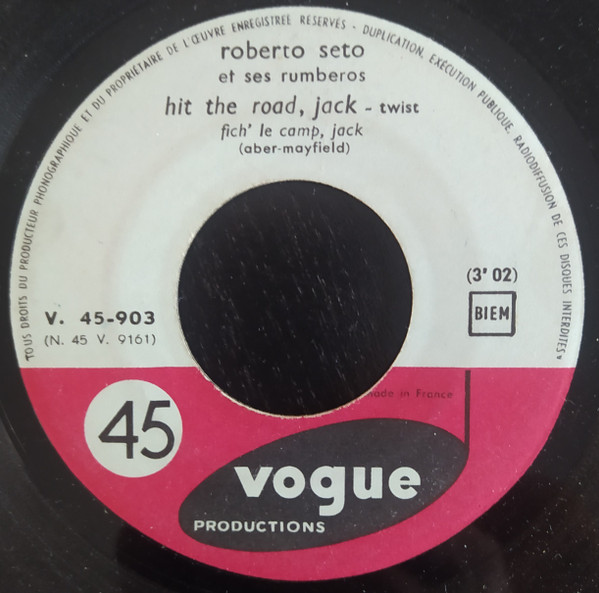 TOUS DROITS DU PRODUCTEUR PHONOGRAPHIQUE ET DU PROPRIÉTAIRE DE L'ŒUVRE ENREGISTRÉE RÉSERVÉS - DUPLICATION, EXÉCUTION PUBLIQUE, RADIODIFFUSION DE CES DISQUES INTERDITES
roberto seto
et ses rumberos
hit the road, jack - twist
fich' le camp, jack
(aber-mayfield)
(3' 02)
BIEM
V. 45-903
(N. 45 V. 9161)
made in France
45
vogue
PRODUCTIONS